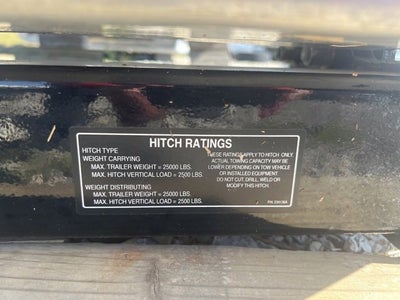 HITCH RATINGS
HITCH TYPE
WEIGHT CARRYING
MAX. TRAILER WEIGHT = 25000 LBS.
MAX. HITCH VERTICAL LOAD = 2500 LBS.
WEIGHT DISTRIBUTING
MAX. TRAILER WEIGHT = 25000 LBS.
MAX. HITCH VERTICAL LOAD = 2500 LBS.
THESE RATINGS APPLY TO HITCH ONLY.
ACTUAL TOWING CAPACITY MAY BE
LOWER DEPENDING ON TOW VEHICLE
OR INSTALLED EQUIPMENT.
DO NOT CUT, DRILL, WELD OR
MODIFY THIS HITCH.
P/N